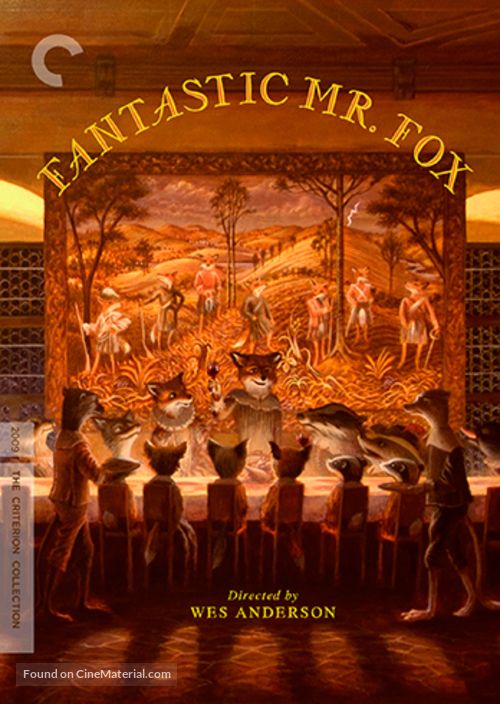 FANTASTIC MR. FOX
2009 THE CRITERION COLLECTION
Directed by
WES ANDERSON
Found on CineMaterial.com